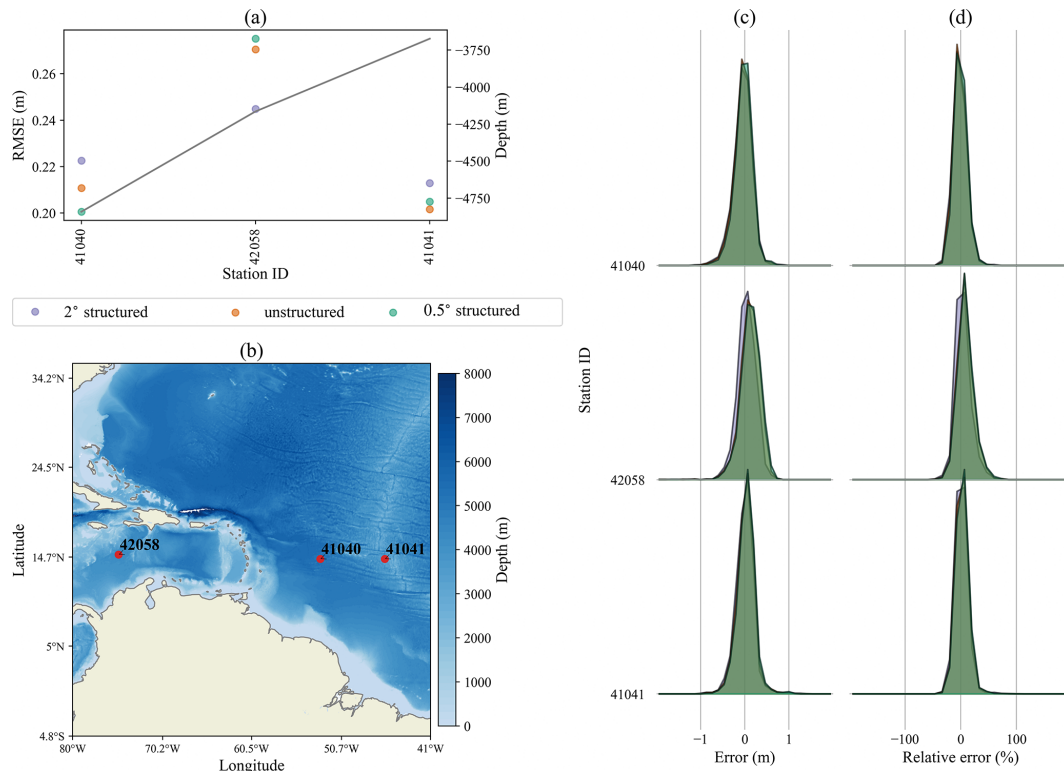 (a)
0.26
0.24
0.22
0.20
RMSE (m)
−3750
−4000
−4250
−4500
−4750
Depth (m)
41040
42058
41041
Station ID
2° structured
unstructured
0.5° structured
(b)
34.2°N
24.5°N
14.7°N
5°N
4.8°S
Latitude
42058
41040
41041
80°W
70.2°W
60.5°W
50.7°W
41°W
Longitude
8000
7000
6000
5000
4000
3000
2000
1000
0
Depth (m)
(c)
(d)
Station ID
41040
42058
41041
−1
0
1
Error (m)
−100
0
100
Relative error (%)